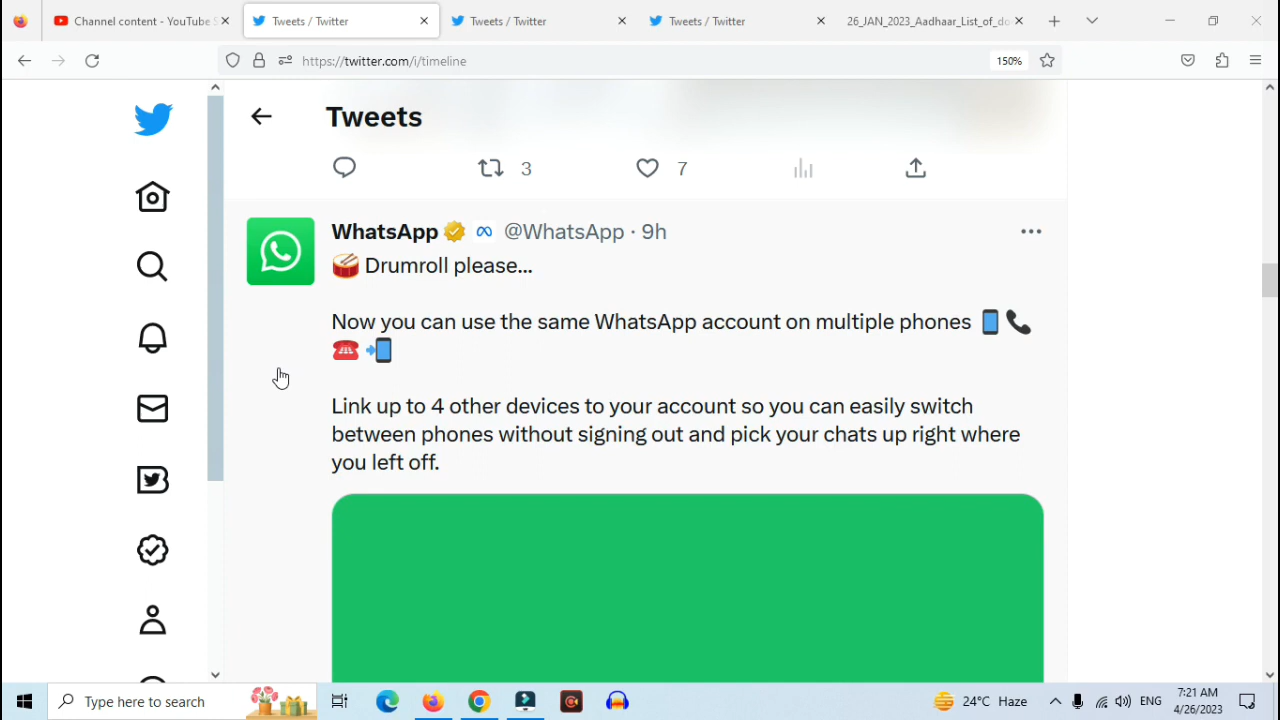 Channel content - YouTube S
Tweets / Twitter
Tweets / Twitter
Tweets / Twitter
26_JAN_2023_Aadhaar_List_of_do
https://twitter.com/i/timeline
150%
Tweets
3
7
WhatsApp @WhatsApp · 9h
🥁 Drumroll please...
Now you can use the same WhatsApp account on multiple phones 📱📞
☎️📲
Link up to 4 other devices to your account so you can easily switch
between phones without signing out and pick your chats up right where
you left off.
Type here to search
24°C Haze
ENG
7:21 AM
4/26/2023